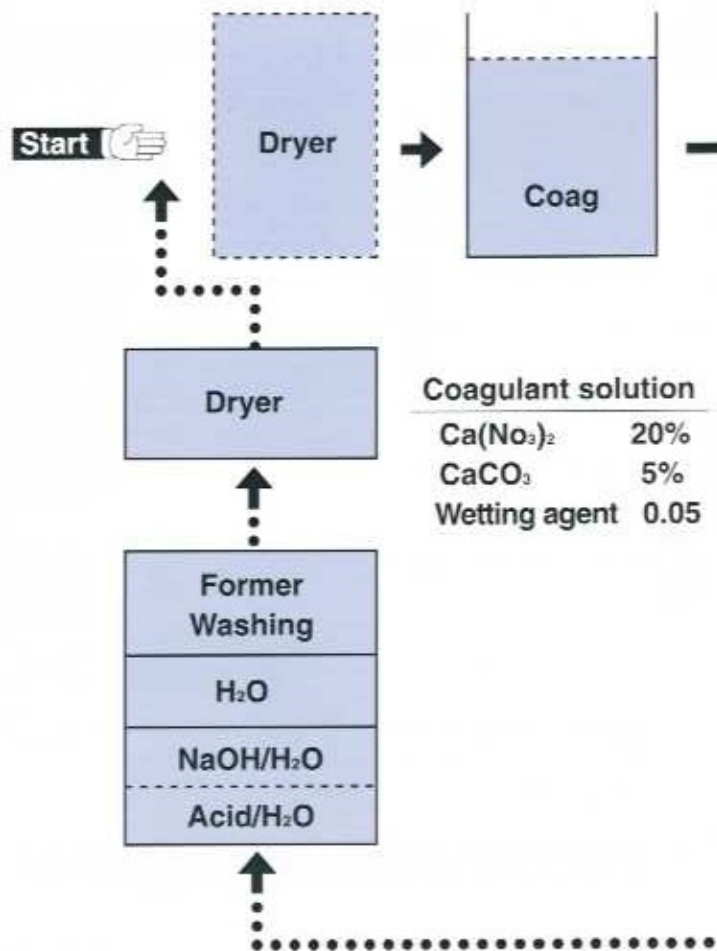 Start
Dryer
Coag
Dryer
Coagulant solution
Ca(No₃)₂ 20%
CaCO₃ 5%
Wetting agent 0.05
Former
Washing
H₂O
NaOH/H₂O
Acid/H₂O